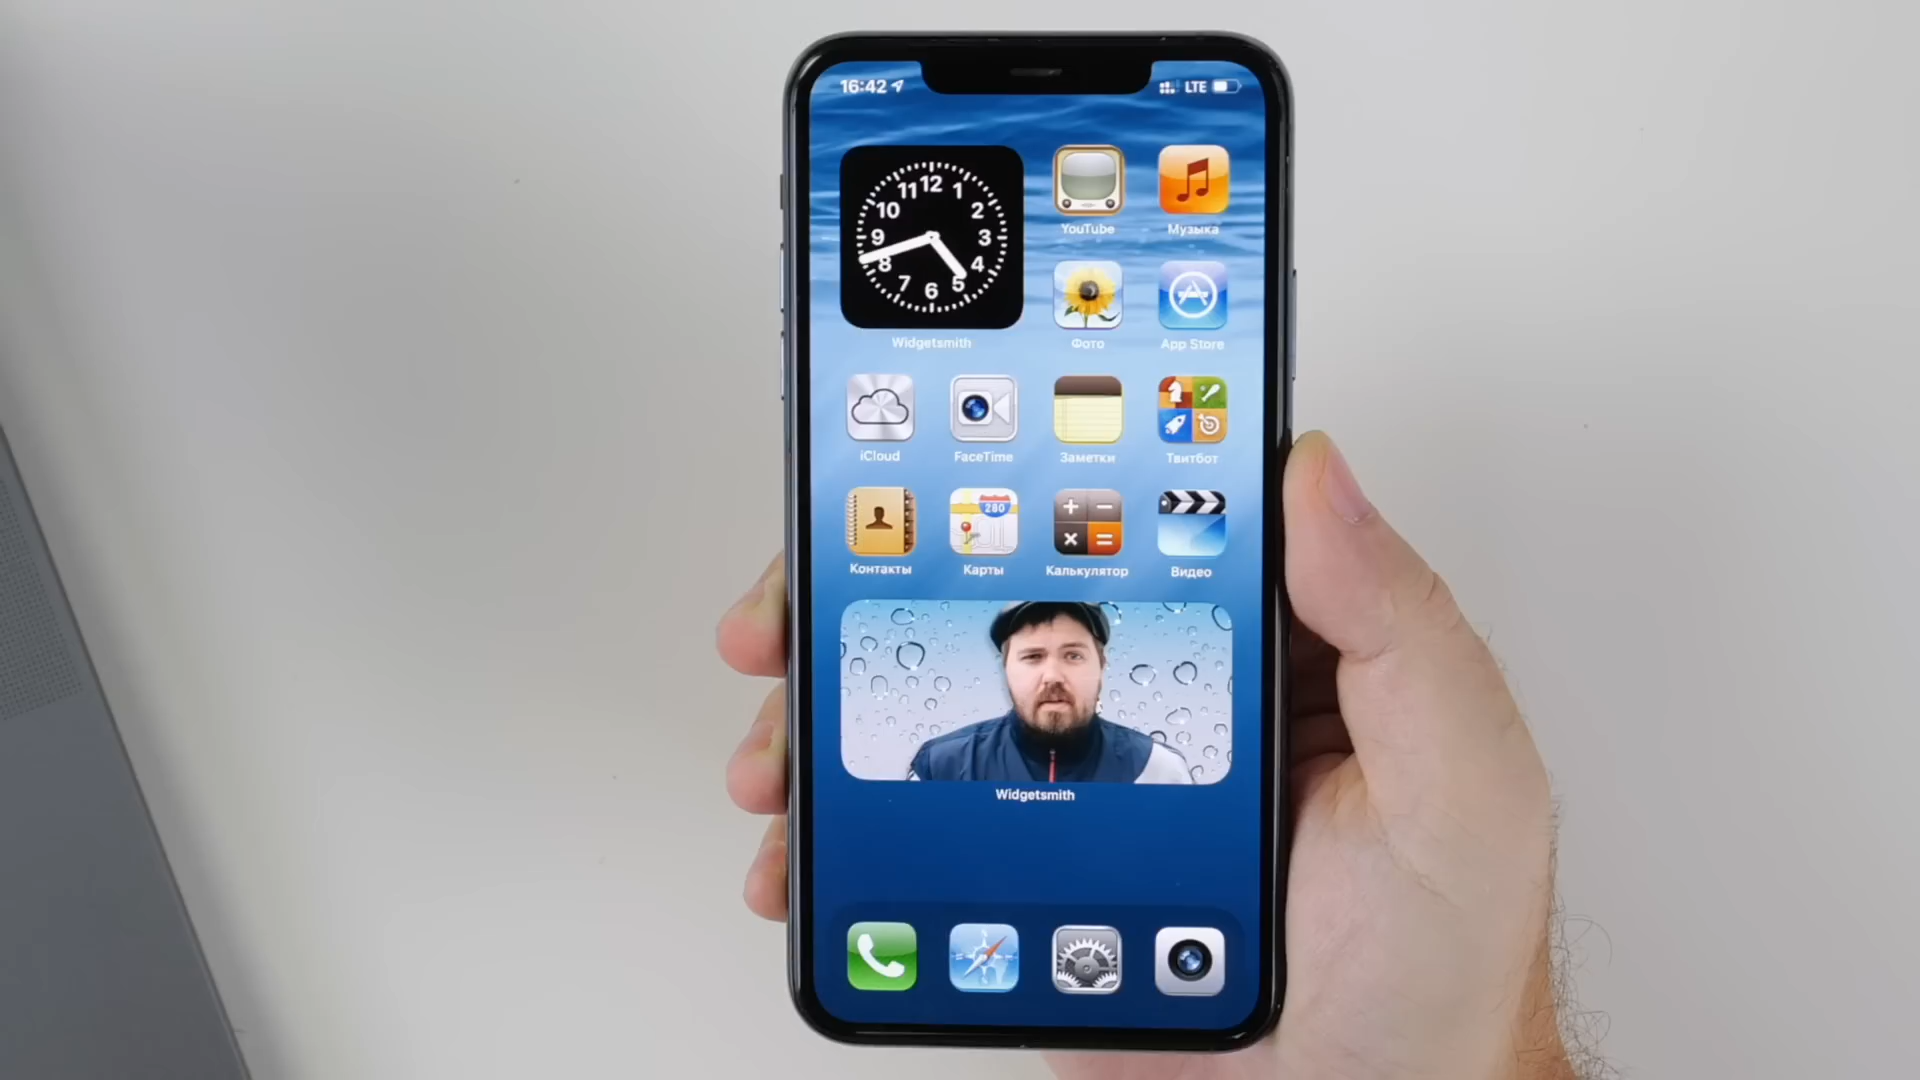 16:42 LTE
12
11 1
10 2
9 3
8 4
7 5
6
Widgetsmith
YouTube Музыка
Фото App Store
iCloud FaceTime Заметки Твитбот
280
Контакты Карты Калькулятор Видео
Widgetsmith